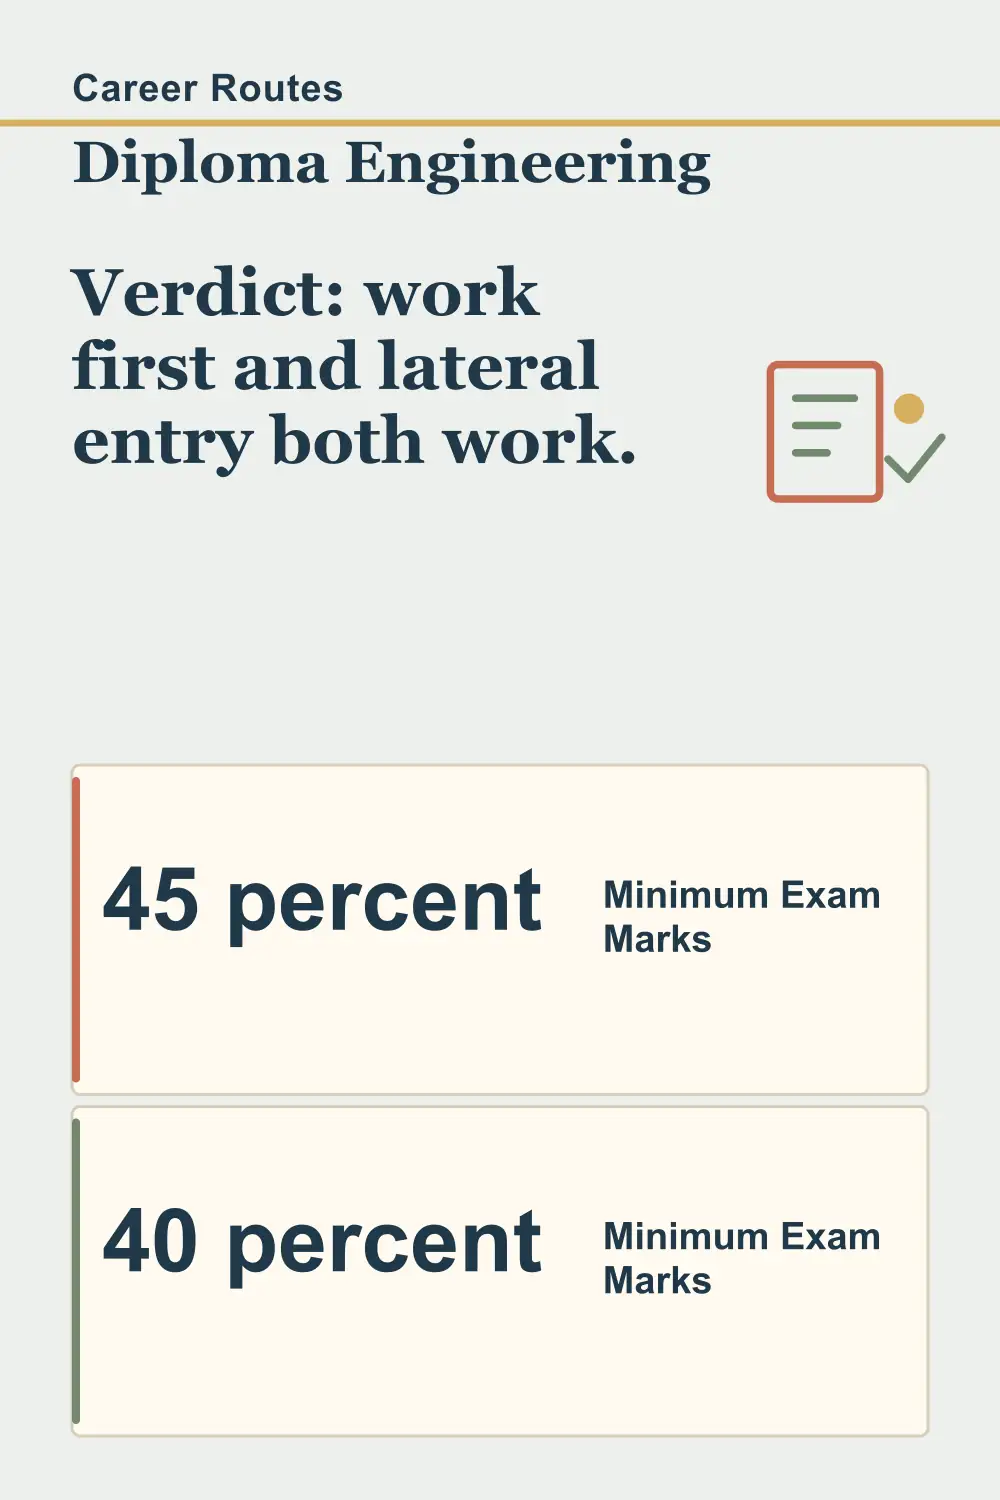 Career Routes
Diploma Engineering
Verdict: work
first and lateral
entry both work.
45 percent
Minimum Exam
Marks
40 percent
Minimum Exam
Marks